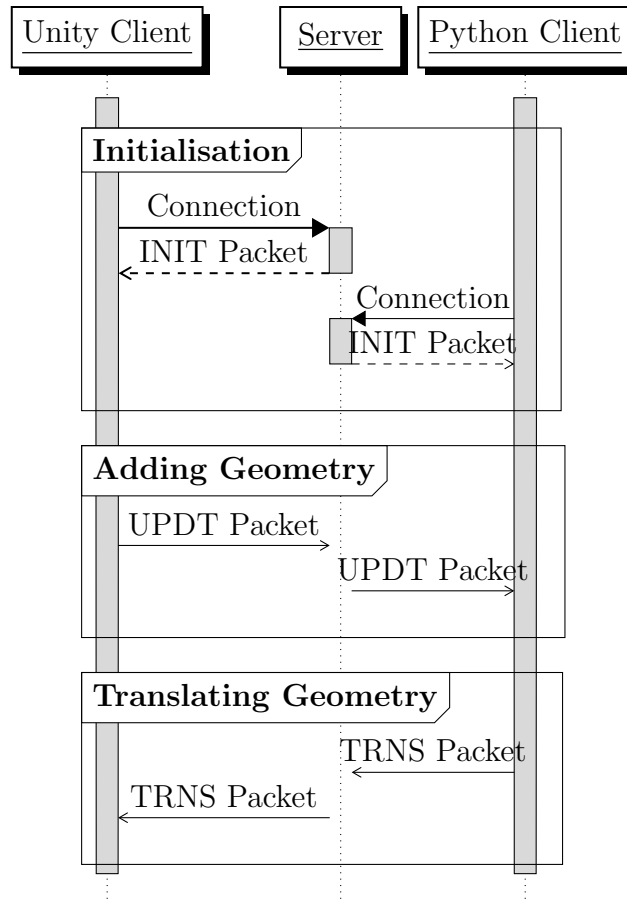 Unity Client
Server
Python Client
Initialisation
Connection
INIT Packet
Connection
INIT Packet
Adding Geometry
UPDT Packet
UPDT Packet
Translating Geometry
TRNS Packet
TRNS Packet